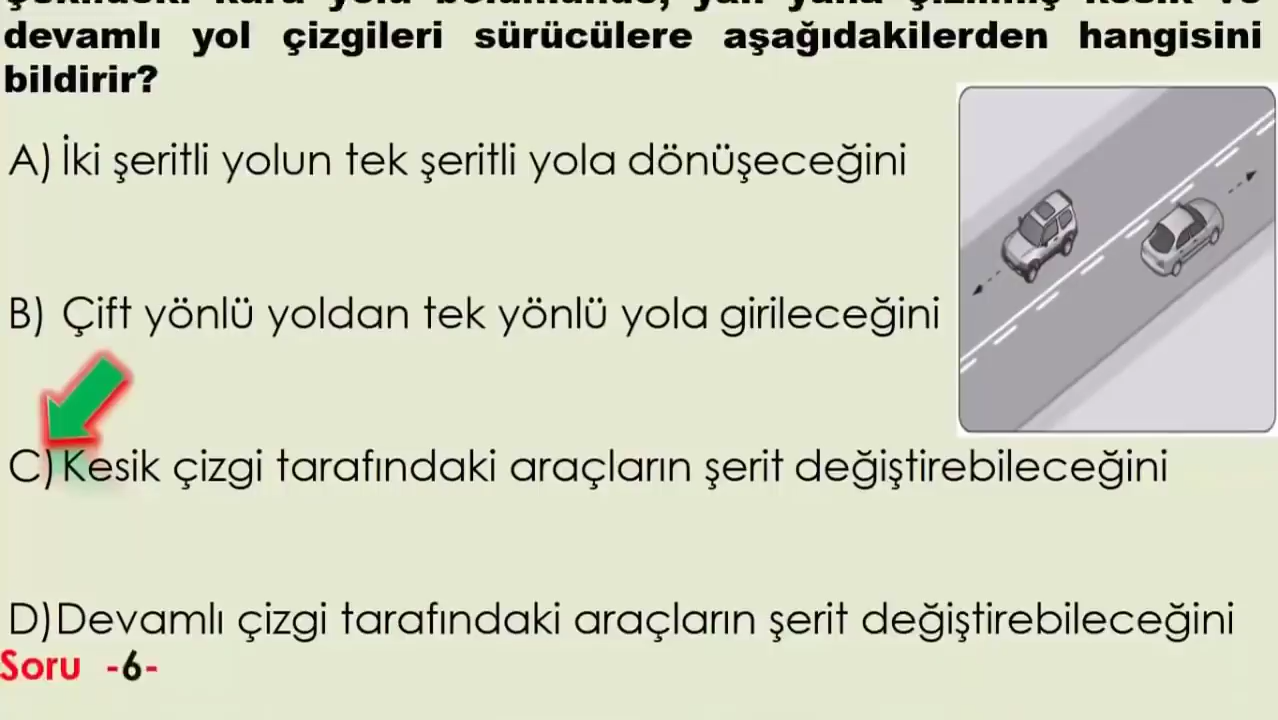 devamlı yol çizgileri sürücülere aşağıdakilerden hangisini
bildirir?
A) İki şeritli yolun tek şeritli yola dönüşeceğini
B) Çift yönlü yoldan tek yönlü yola girileceğini
C) Kesik çizgi tarafındaki araçların şerit değiştirebileceğini
D) Devamlı çizgi tarafındaki araçların şerit değiştirebileceğini
Soru -6-